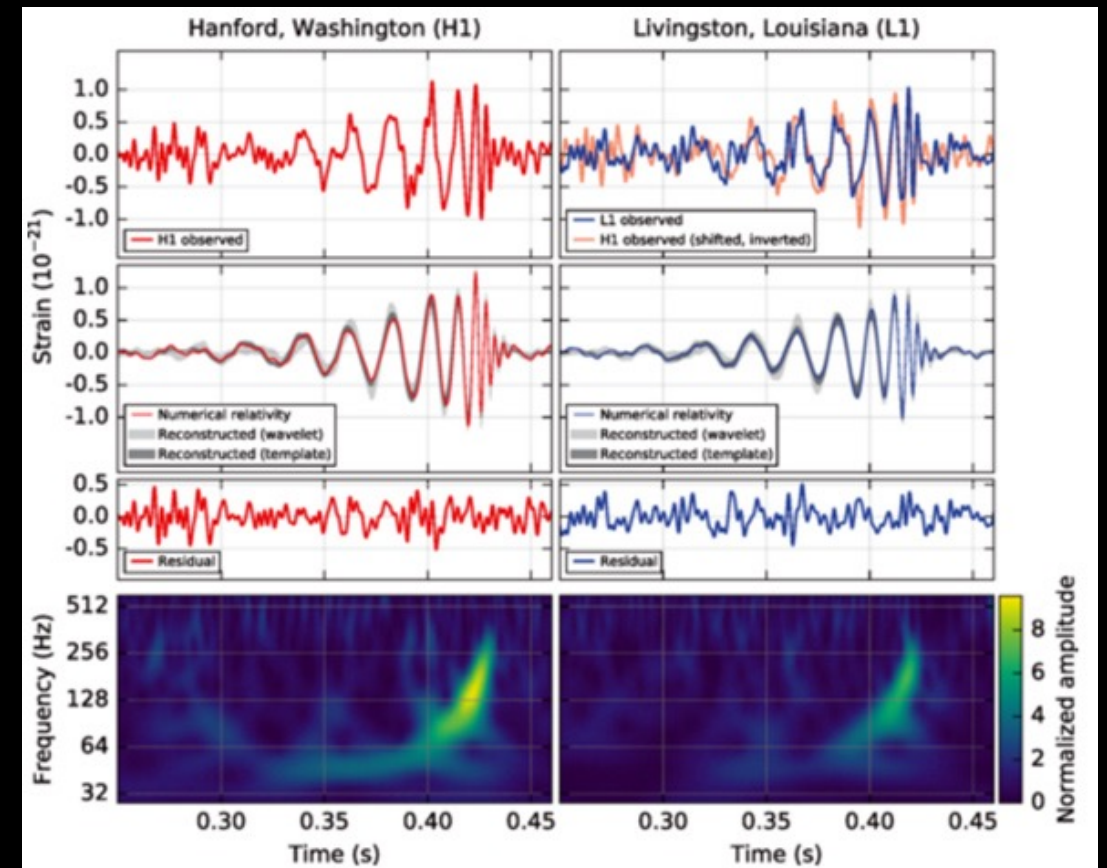 Hanford, Washington (H1)
Livingston, Louisiana (L1)
Strain (10⁻²¹)
1.0
0.5
0.0
-0.5
-1.0
H1 observed
L1 observed
H1 observed (shifted, inverted)
1.0
0.5
0.0
-0.5
-1.0
Numerical relativity
Reconstructed (wavelet)
Reconstructed (template)
Numerical relativity
Reconstructed (wavelet)
Reconstructed (template)
0.5
0.0
-0.5
Residual
Residual
Frequency (Hz)
512
256
128
64
32
Normalized amplitude
8
6
4
2
0
0.30 0.35 0.40 0.45
0.30 0.35 0.40 0.45
Time (s)
Time (s)